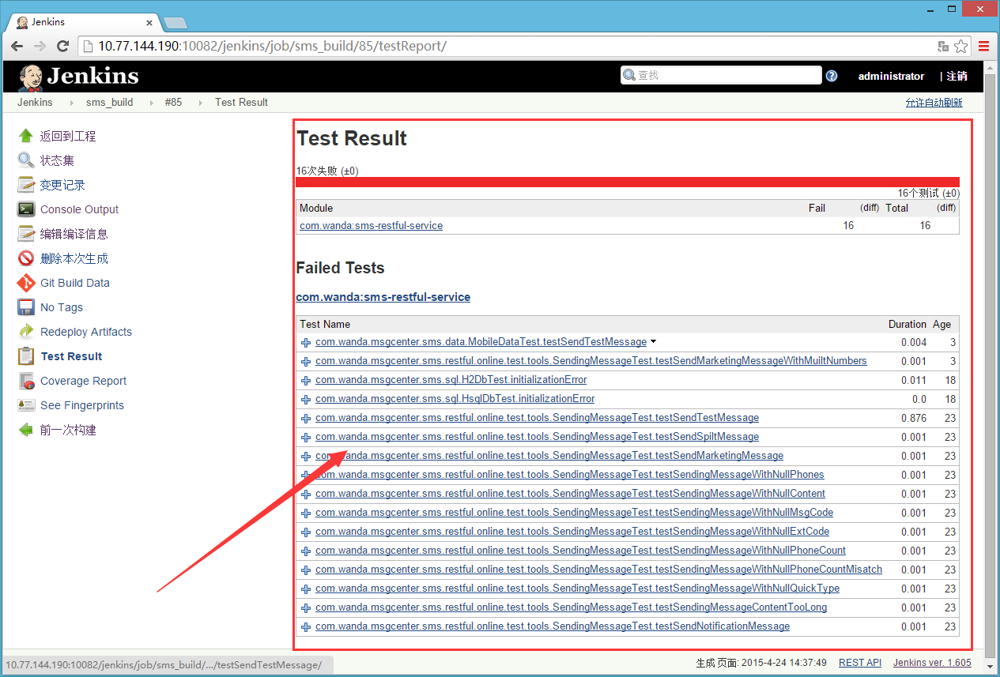 Jenkins
10.77.144.190:10082/jenkins/job/sms_build/85/testReport/
Jenkins
查找
administrator | 注销
Jenkins sms_build #85 Test Result
允许自动刷新
返回到工程
状态集
变更记录
Console Output
编辑编译信息
删除本次生成
Git Build Data
No Tags
Redeploy Artifacts
Test Result
Coverage Report
See Fingerprints
前一次构建
Test Result
16次失败 (±0)
16个测试 (±0)
Module Fail (diff) Total (diff)
com.wanda:sms-restful-service 16 16
Failed Tests
com.wanda:sms-restful-service
Test Name Duration Age
com.wanda.msgcenter.sms.data.MobileDataTest.testSendTestMessage 0.004 3
com.wanda.msgcenter.sms.restful.online.test.tools.SendingMessageTest.testSendMarketingMessageWithMuiltNumbers 0.001 3
com.wanda.msgcenter.sms.sql.H2DbTest.initializationError 0.011 18
com.wanda.msgcenter.sms.sql.HsqlDbTest.initializationError 0.0 18
com.wanda.msgcenter.sms.restful.online.test.tools.SendingMessageTest.testSendTestMessage 0.876 23
com.wanda.msgcenter.sms.restful.online.test.tools.SendingMessageTest.testSendSpiltMessage 0.001 23
com.wanda.msgcenter.sms.restful.online.test.tools.SendingMessageTest.testSendMarketingMessage 0.001 23
com.wanda.msgcenter.sms.restful.online.test.tools.SendingMessageTest.testSendingMessageWithNullPhones 0.001 23
com.wanda.msgcenter.sms.restful.online.test.tools.SendingMessageTest.testSendingMessageWithNullContent 0.001 23
com.wanda.msgcenter.sms.restful.online.test.tools.SendingMessageTest.testSendingMessageWithNullMsgCode 0.001 23
com.wanda.msgcenter.sms.restful.online.test.tools.SendingMessageTest.testSendingMessageWithNullExtCode 0.001 23
com.wanda.msgcenter.sms.restful.online.test.tools.SendingMessageTest.testSendingMessageWithNullPhoneCount 0.001 23
com.wanda.msgcenter.sms.restful.online.test.tools.SendingMessageTest.testSendingMessageWithNullPhoneCountMisatch 0.001 23
com.wanda.msgcenter.sms.restful.online.test.tools.SendingMessageTest.testSendingMessageWithNullQuickType 0.001 23
com.wanda.msgcenter.sms.restful.online.test.tools.SendingMessageTest.testSendingMessageContentTooLong 0.001 23
com.wanda.msgcenter.sms.restful.online.test.tools.SendingMessageTest.testSendNotificationMessage 0.001 23
生成 页面: 2015-4-24 14:37:49 REST API Jenkins ver. 1.605
10.77.144.190:10082/jenkins/job/sms_build/.../testSendTestMessage/